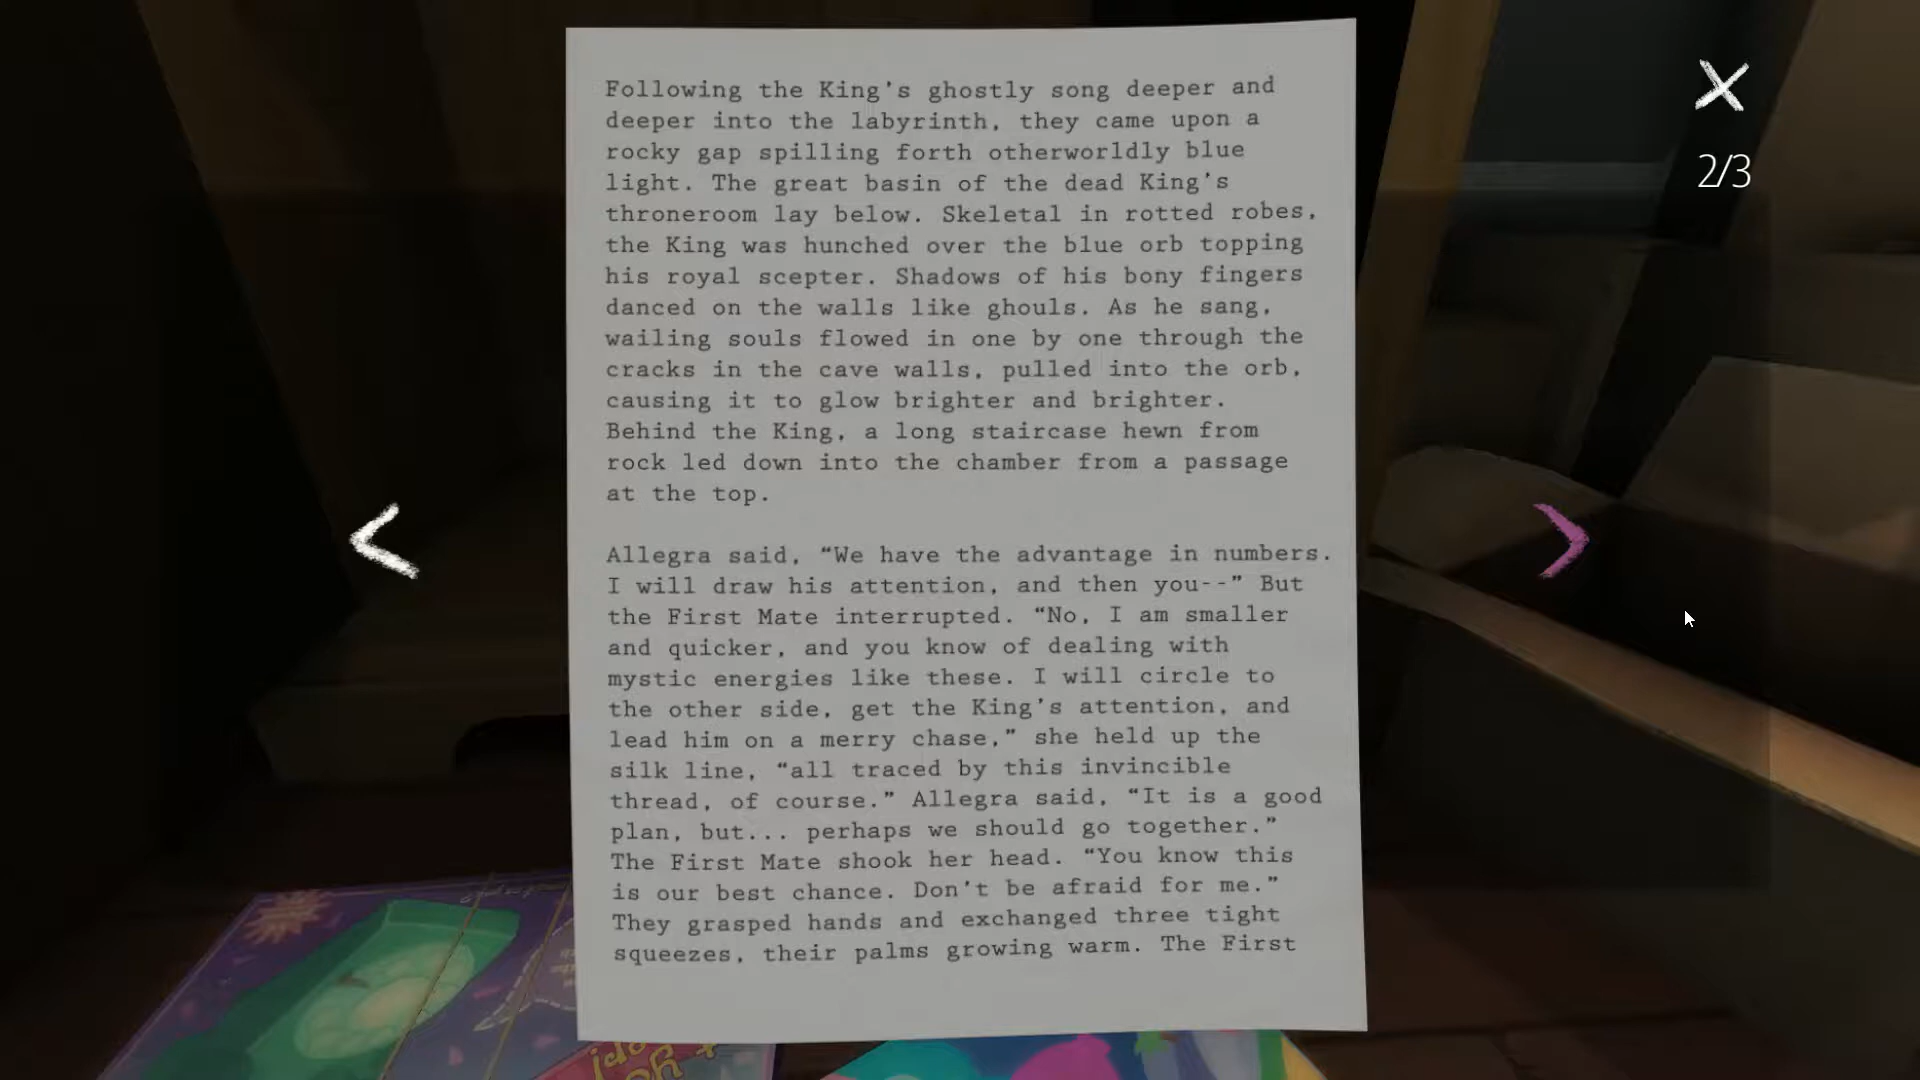 Following the King's ghostly song deeper and
deeper into the labyrinth, they came upon a
rocky gap spilling forth otherworldly blue
light. The great basin of the dead King's
throneroom lay below. Skeletal in rotted robes,
the King was hunched over the blue orb topping
his royal scepter. Shadows of his bony fingers
danced on the walls like ghouls. As he sang,
wailing souls flowed in one by one through the
cracks in the cave walls, pulled into the orb,
causing it to glow brighter and brighter.
Behind the King, a long staircase hewn from
rock led down into the chamber from a passage
at the top.
Allegra said, “We have the advantage in numbers.
I will draw his attention, and then you--” But
the First Mate interrupted. “No, I am smaller
and quicker, and you know of dealing with
mystic energies like these. I will circle to
the other side, get the King's attention, and
lead him on a merry chase,” she held up the
silk line, “all traced by this invincible
thread, of course.” Allegra said, “It is a good
plan, but... perhaps we should go together.”
The First Mate shook her head. “You know this
is our best chance. Don't be afraid for me.”
They grasped hands and exchanged three tight
squeezes, their palms growing warm. The First
2/3